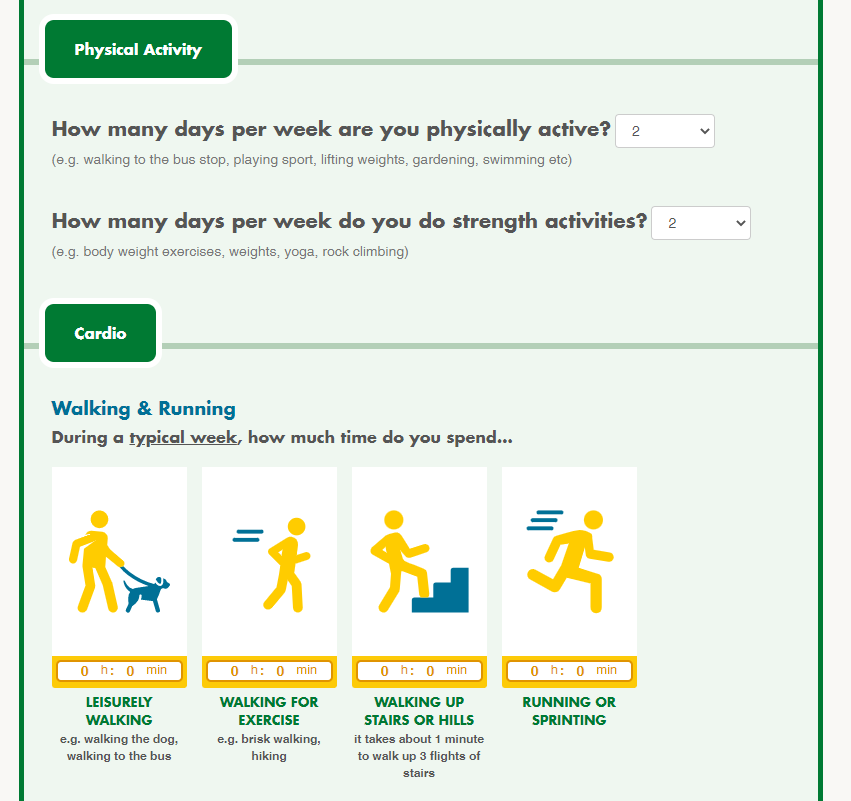 Physical Activity
How many days per week are you physically active? 2
(e.g. walking to the bus stop, playing sport, lifting weights, gardening, swimming etc)
How many days per week do you do strength activities? 2
(e.g. body weight exercises, weights, yoga, rock climbing)
Cardio
Walking & Running
During a typical week, how much time do you spend...
0 h: 0 min
0 h: 0 min
0 h: 0 min
0 h: 0 min
LEISURELY
WALKING
e.g. walking the dog,
walking to the bus
WALKING FOR
EXERCISE
e.g. brisk walking,
hiking
WALKING UP
STAIRS OR HILLS
it takes about 1 minute
to walk up 3 flights of
stairs
RUNNING OR
SPRINTING